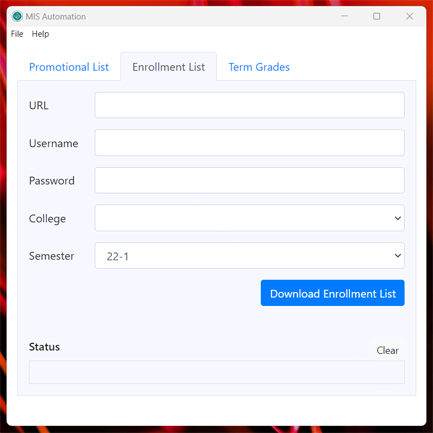 MIS Automation
File Help
Promotional List Enrollment List Term Grades
URL
Username
Password
College
Semester 22-1
Download Enrollment List
Status
Clear